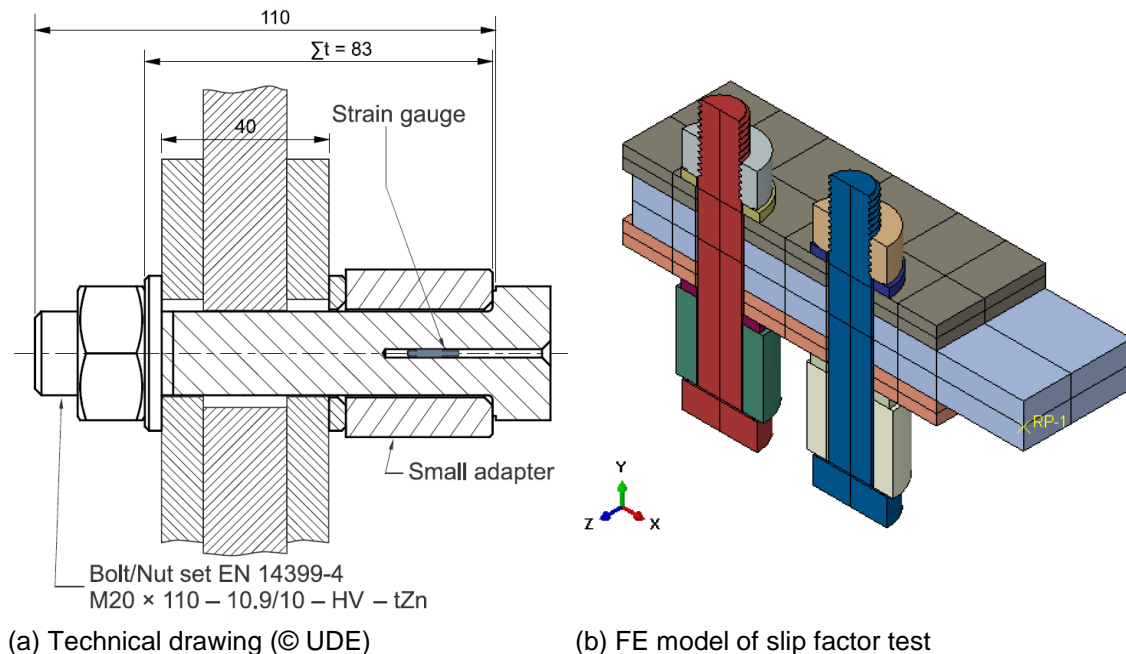 110
∑t = 83
Strain gauge
40
Small adapter
Bolt/Nut set EN 14399-4
M20 × 110 – 10.9/10 – HV – tZn
(a) Technical drawing (© UDE)
RP-1
Y
Z
X
(b) FE model of slip factor test